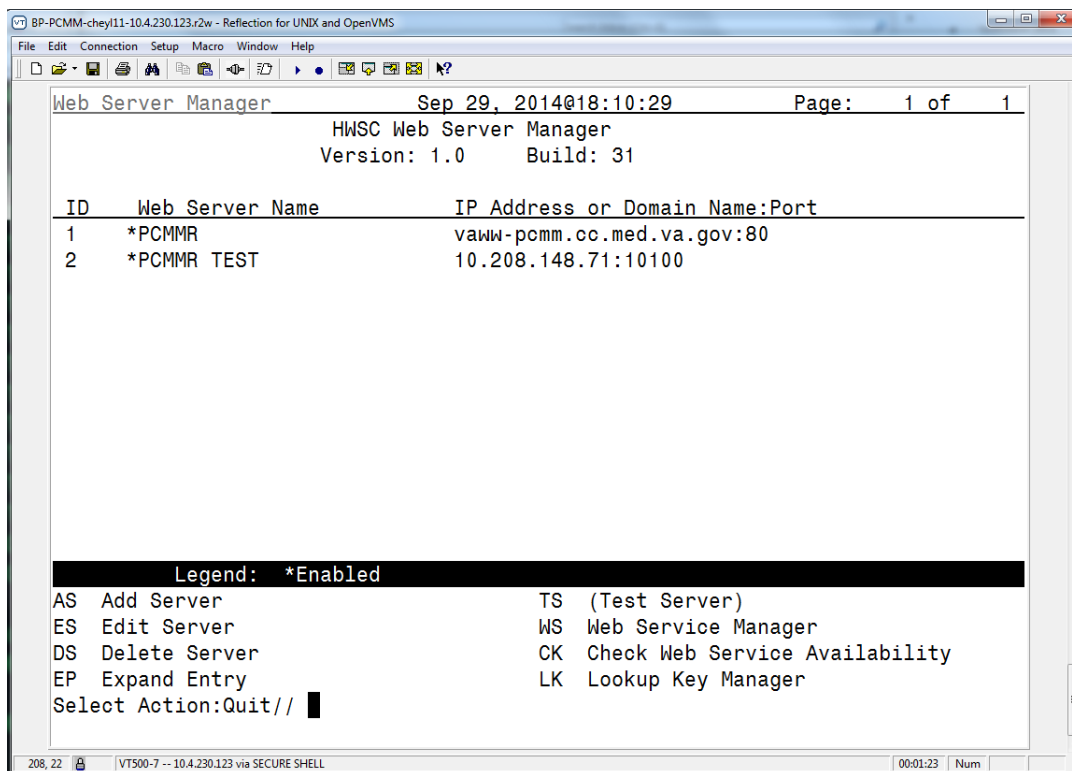 BP-PCMM-cheyl11-10.4.230.123.r2w - Reflection for UNIX and OpenVMS
File Edit Connection Setup Macro Window Help
Web Server Manager Sep 29, 2014@18:10:29 Page: 1 of 1
HWSC Web Server Manager
Version: 1.0 Build: 31
ID Web Server Name IP Address or Domain Name:Port
1 *PCMMR vaww-pcmm.cc.med.va.gov:80
2 *PCMMR TEST 10.208.148.71:10100
Legend: *Enabled
AS Add Server TS (Test Server)
ES Edit Server WS Web Service Manager
DS Delete Server CK Check Web Service Availability
EP Expand Entry LK Lookup Key Manager
Select Action:Quit//
208, 22 VT500-7 -- 10.4.230.123 via SECURE SHELL 00:01:23 Num